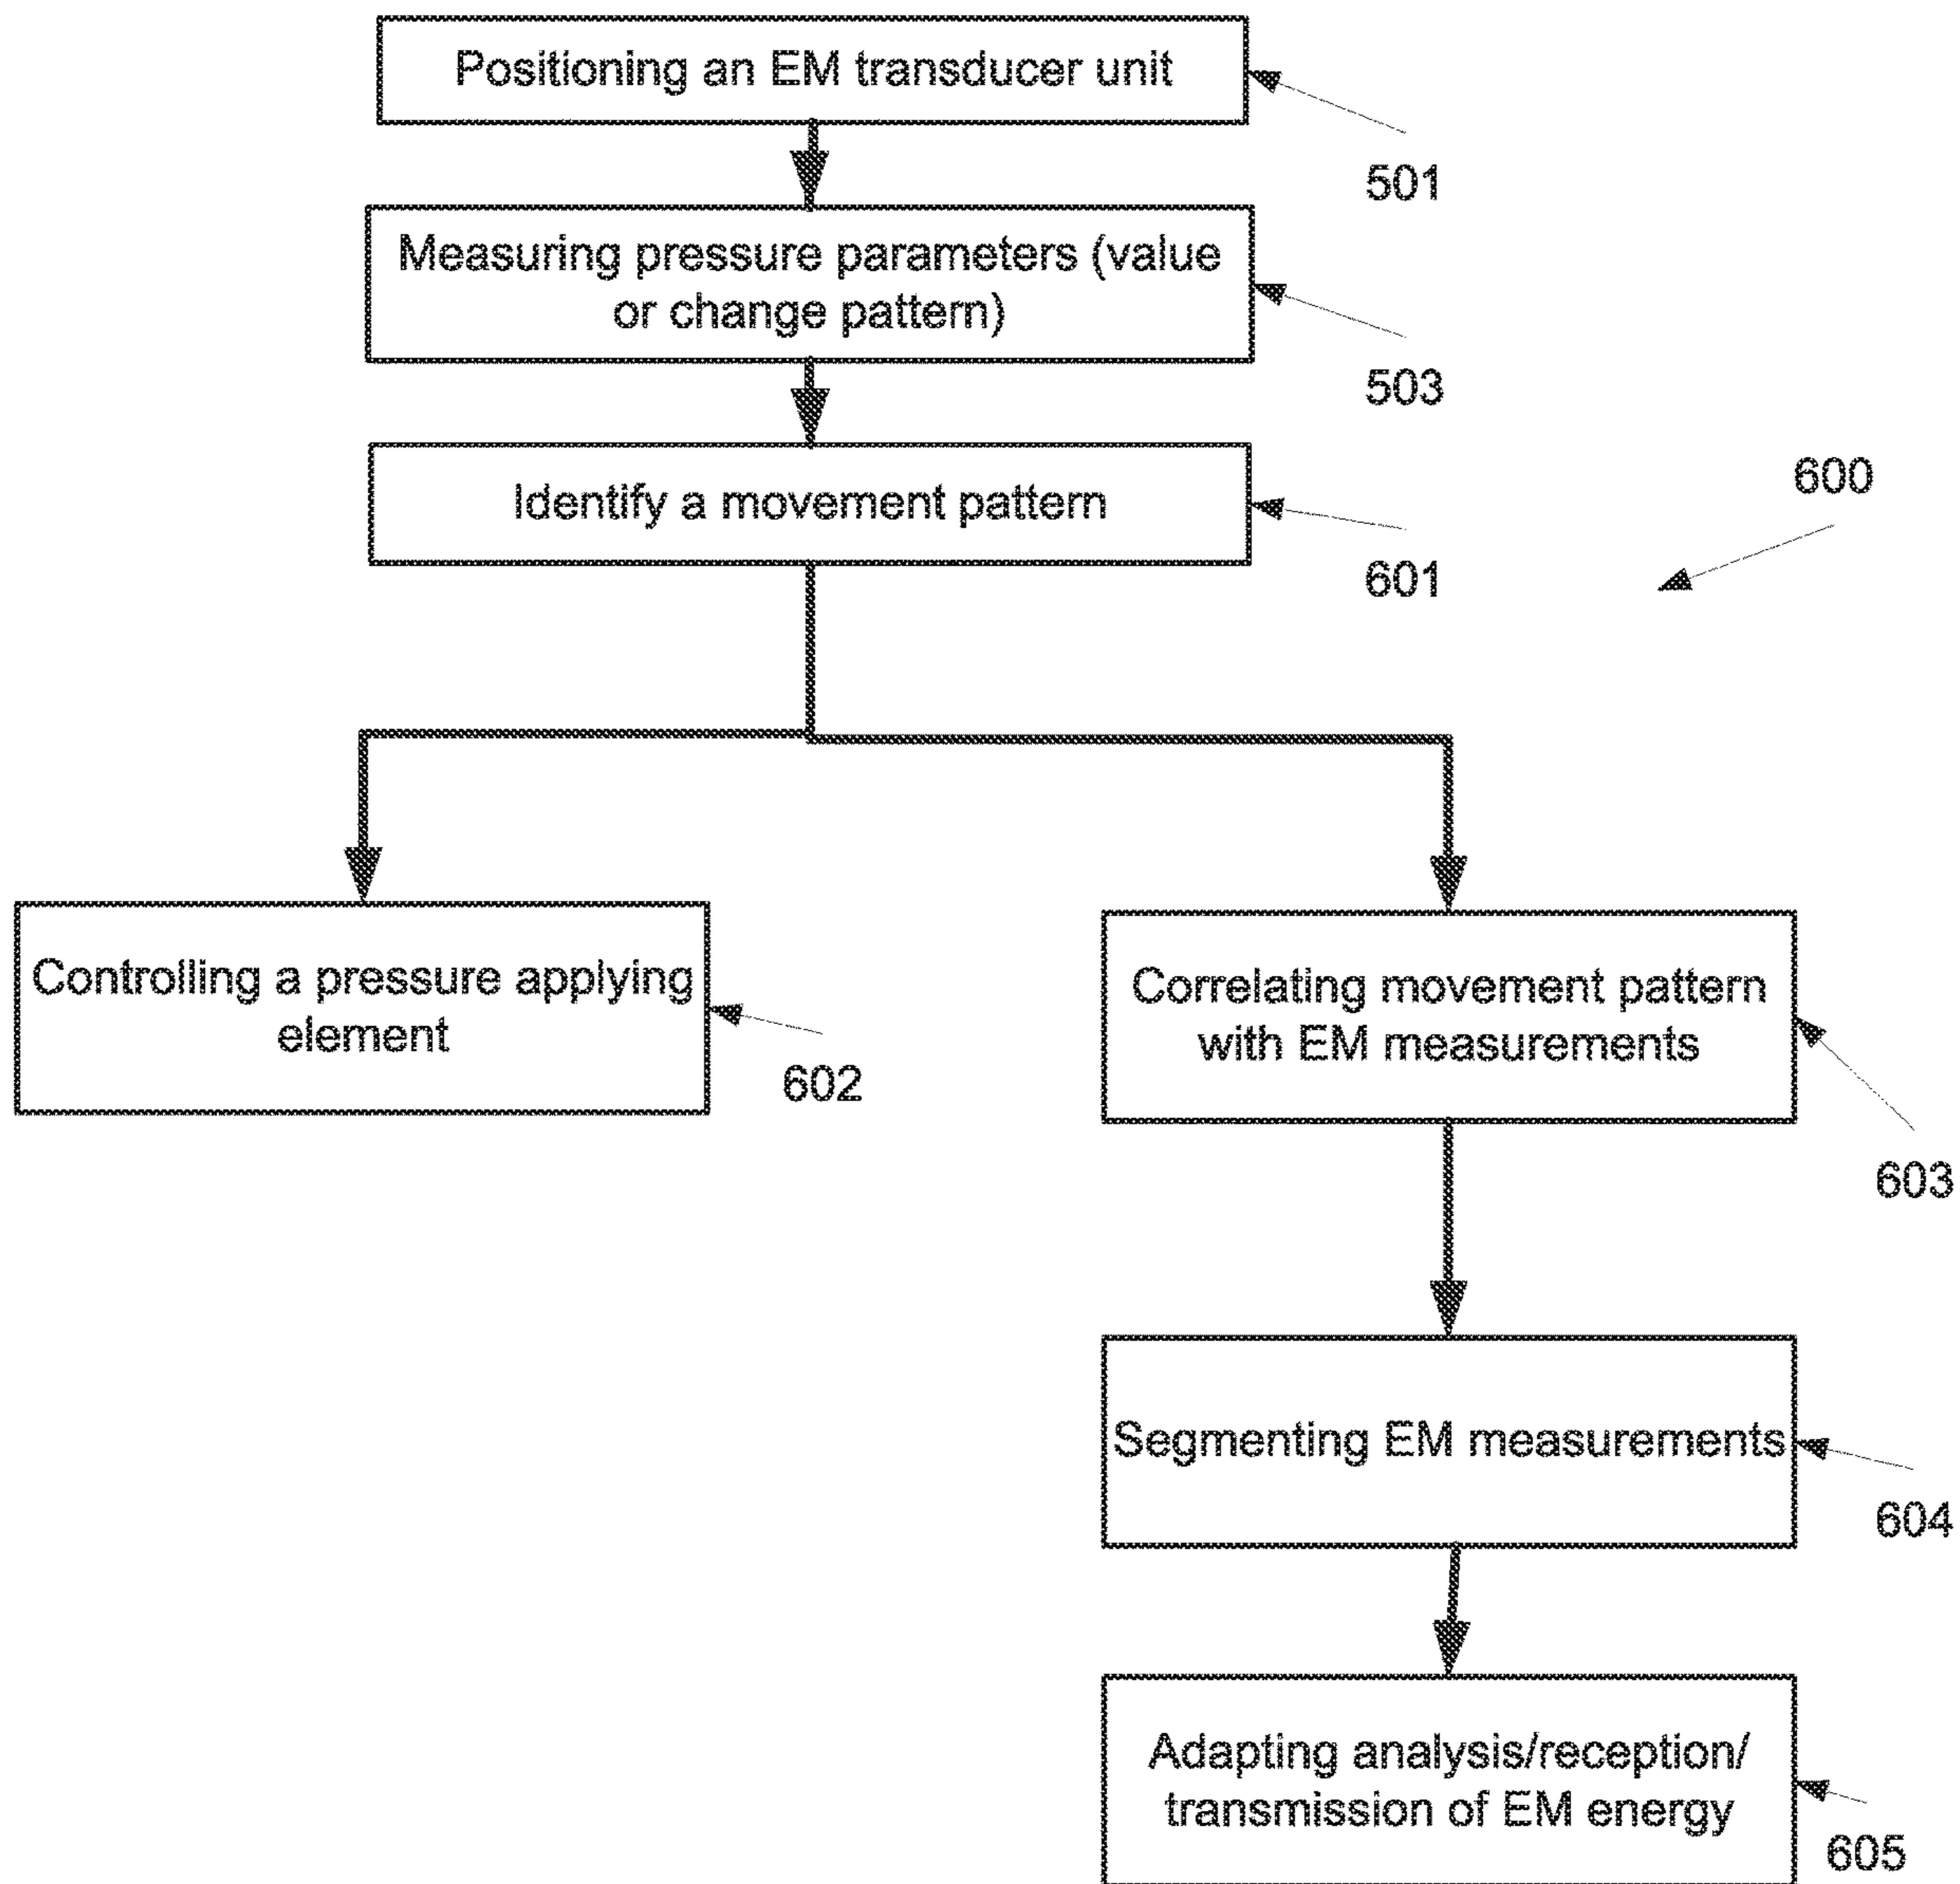 Positioning an EM transducer unit
501
Measuring pressure parameters (value
or change pattern)
503
Identify a movement pattern
601
600
Controlling a pressure applying
element
602
Correlating movement pattern
with EM measurements
603
Segmenting EM measurements
604
Adapting analysis/reception/
transmission of EM energy
605